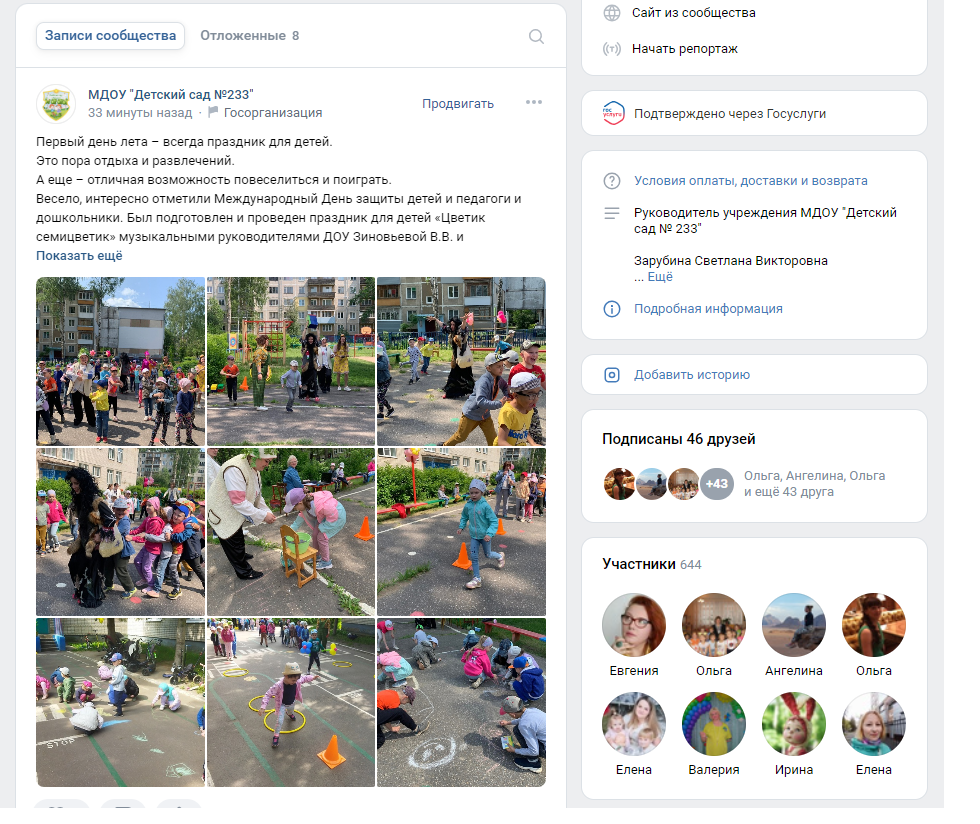 Записи сообщества
Отложенные 8
МДОУ "Детский сад №233"
33 минуты назад · Госорганизация
Продвигать
Первый день лета – всегда праздник для детей.
Это пора отдыха и развлечений.
А еще – отличная возможность повеселиться и поиграть.
Весело, интересно отметили Международный День защиты детей и педагоги и
дошкольники. Был подготовлен и проведен праздник для детей «Цветик
семицветик» музыкальными руководителями ДОУ Зиновьевой В.В. и
Показать ещё
STOP
Сайт из сообщества
Начать репортаж
гос
услуги
Подтверждено через Госуслуги
Условия оплаты, доставки и возврата
Руководитель учреждения МДОУ "Детский
сад № 233"
Зарубина Светлана Викторовна
... Ещё
Подробная информация
Добавить историю
Подписаны 46 друзей
+43
Ольга, Ангелина, Ольга
и ещё 43 друга
Участники 644
Евгения
Ольга
Ангелина
Ольга
Елена
Валерия
Ирина
Елена